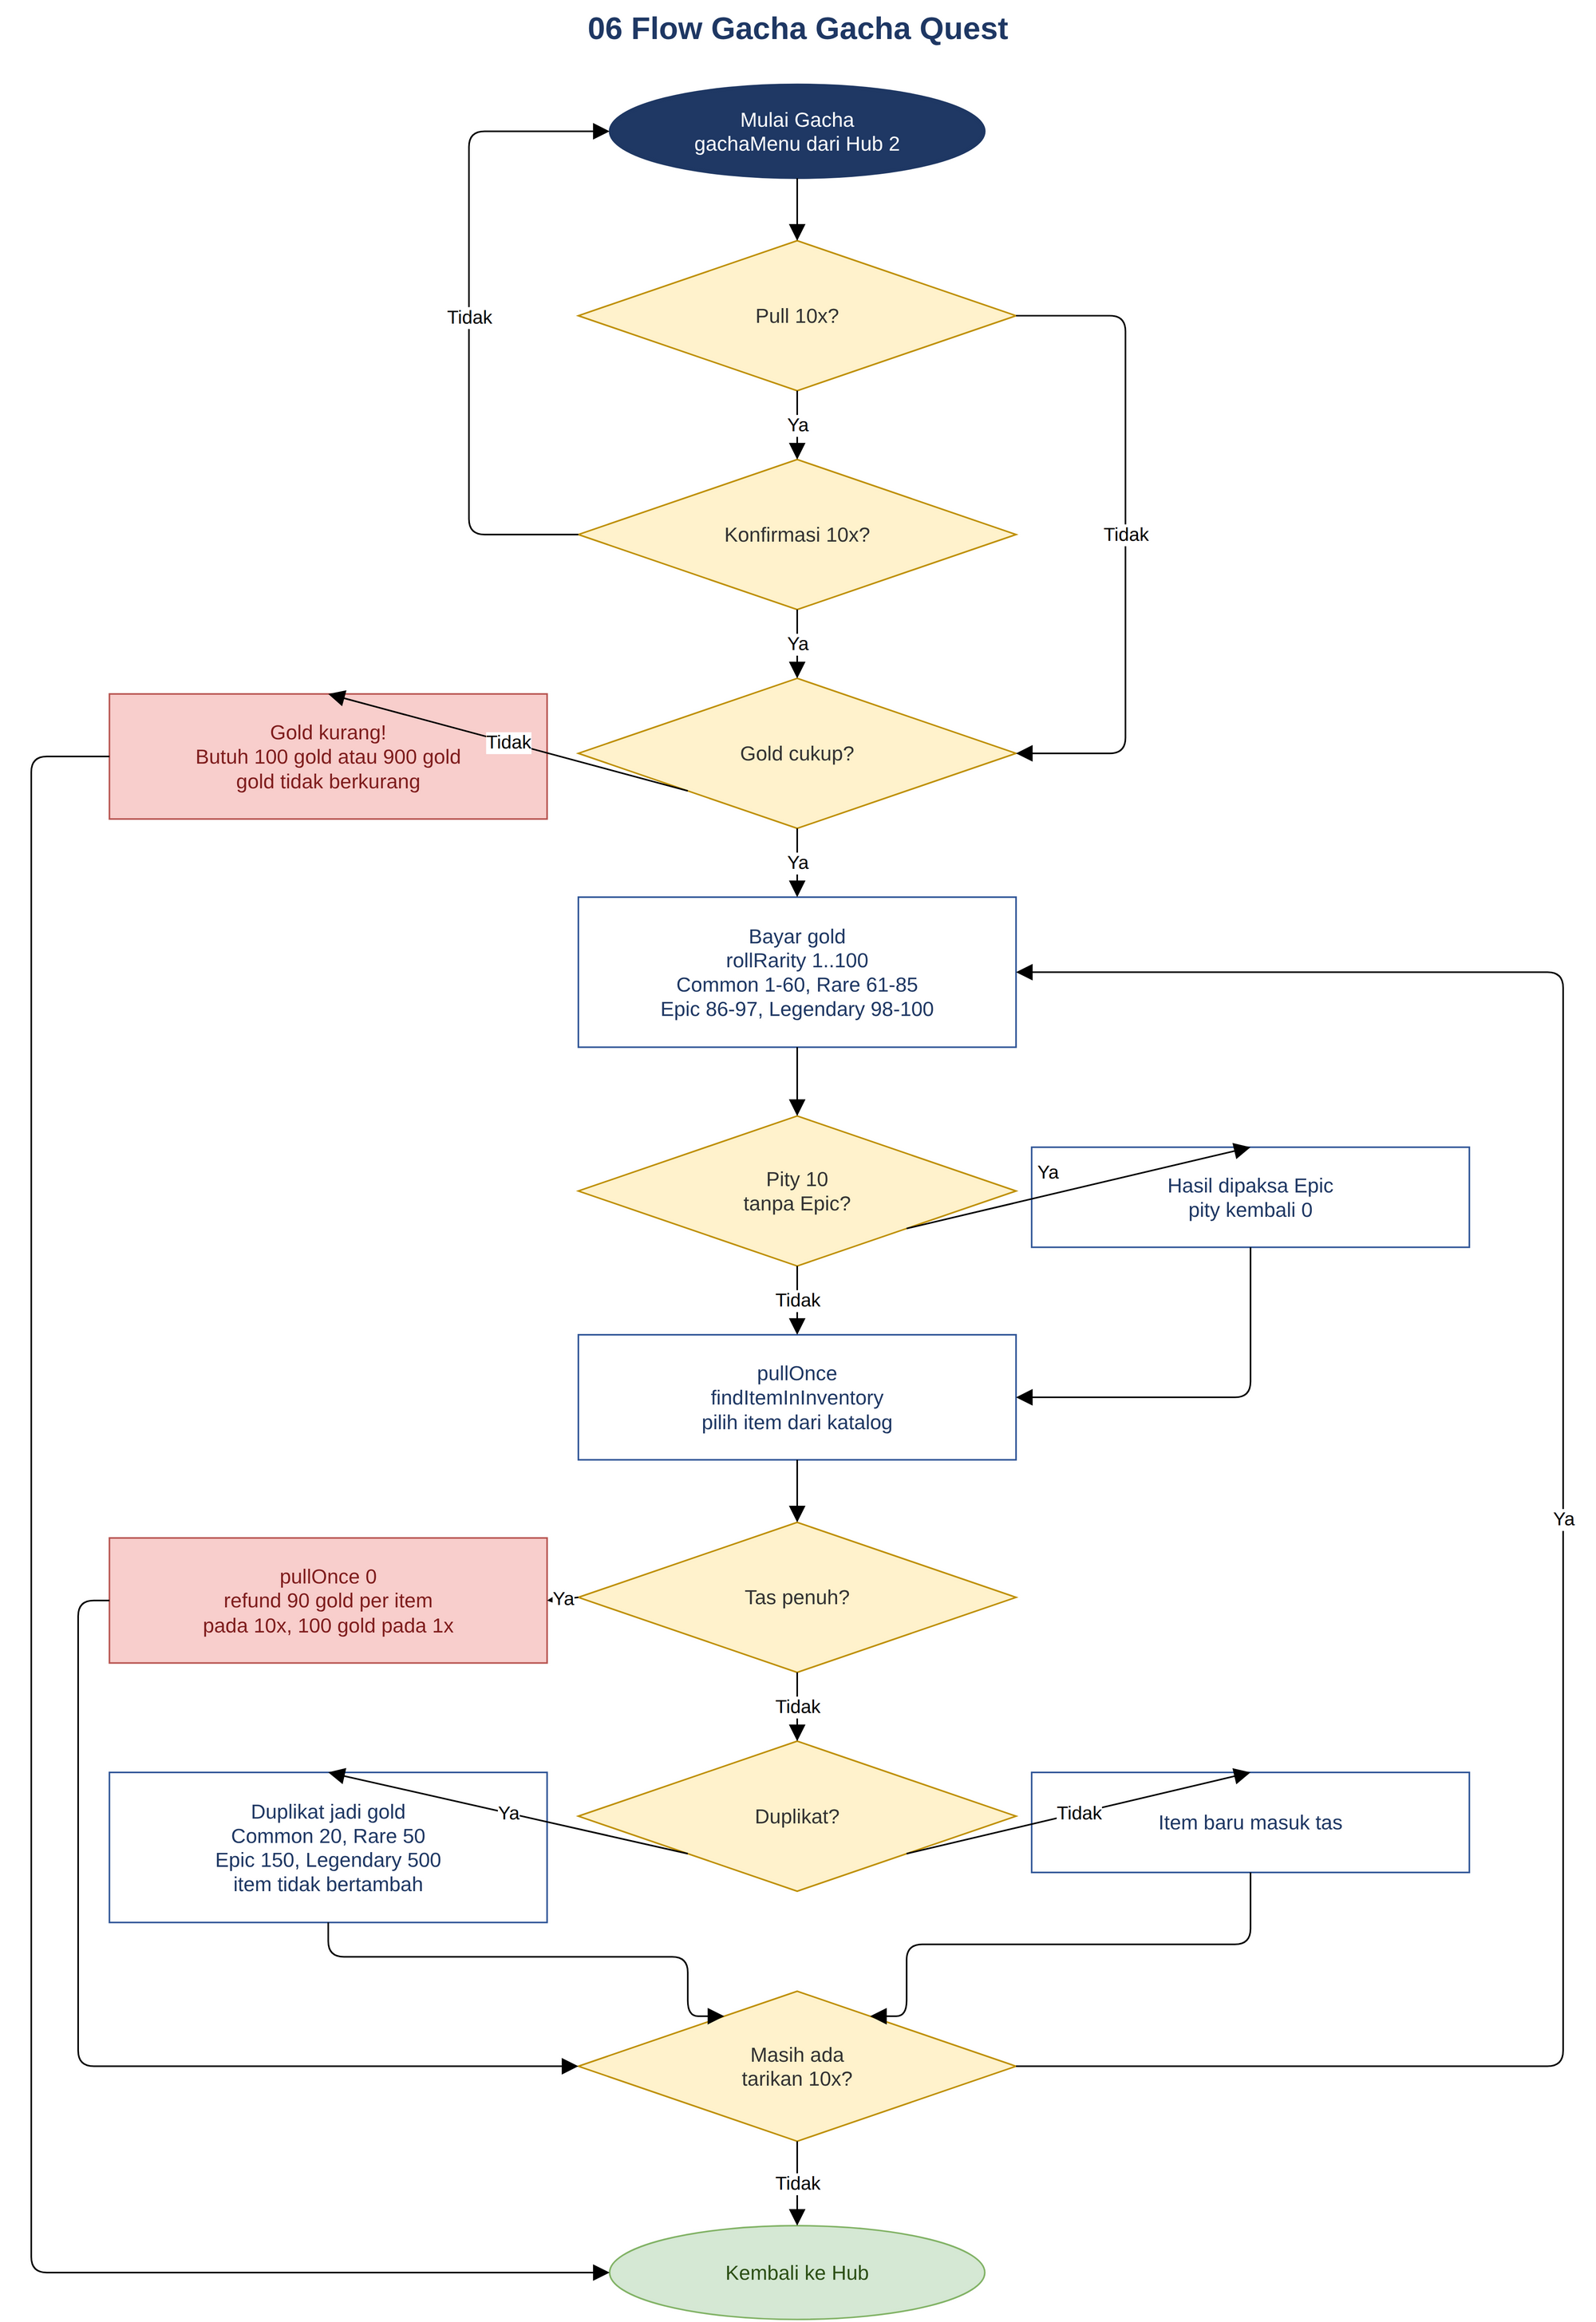 06 Flow Gacha Gacha Quest
Mulai Gacha
gachaMenu dari Hub 2
Pull 10x?
Tidak
Ya
Konfirmasi 10x?
Tidak
Ya
Gold kurang!
Butuh 100 gold atau 900 gold
gold tidak berkurang
Tidak
Gold cukup?
Ya
Bayar gold
rollRarity 1..100
Common 1-60, Rare 61-85
Epic 86-97, Legendary 98-100
Pity 10
tanpa Epic?
Ya
Hasil dipaksa Epic
pity kembali 0
Tidak
pullOnce
findItemInInventory
pilih item dari katalog
Ya
pullOnce 0
refund 90 gold per item
pada 10x, 100 gold pada 1x
Ya
Tas penuh?
Tidak
Duplikat jadi gold
Common 20, Rare 50
Epic 150, Legendary 500
item tidak bertambah
Ya
Duplikat?
Tidak
Item baru masuk tas
Masih ada
tarikan 10x?
Tidak
Kembali ke Hub